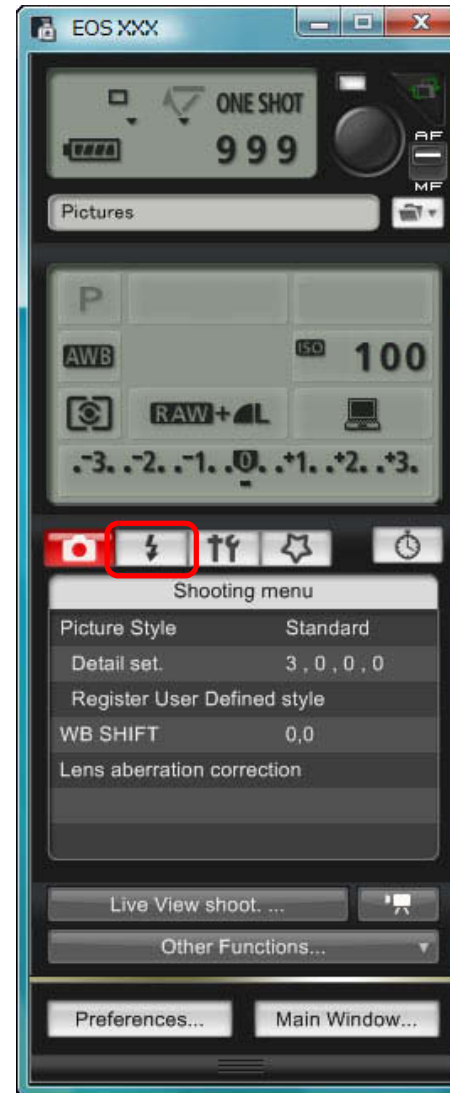 EOS XXX
ONE SHOT
999
AF
MF
Pictures
P
AWB
ISO 100
RAW+L
.-3. .-2. .-1. .0. .+1. .+2. .+3.
Shooting menu
Picture Style Standard
Detail set. 3 , 0 , 0 , 0
Register User Defined style
WB SHIFT 0,0
Lens aberration correction
Live View shoot. ...
Other Functions...
Preferences... Main Window...